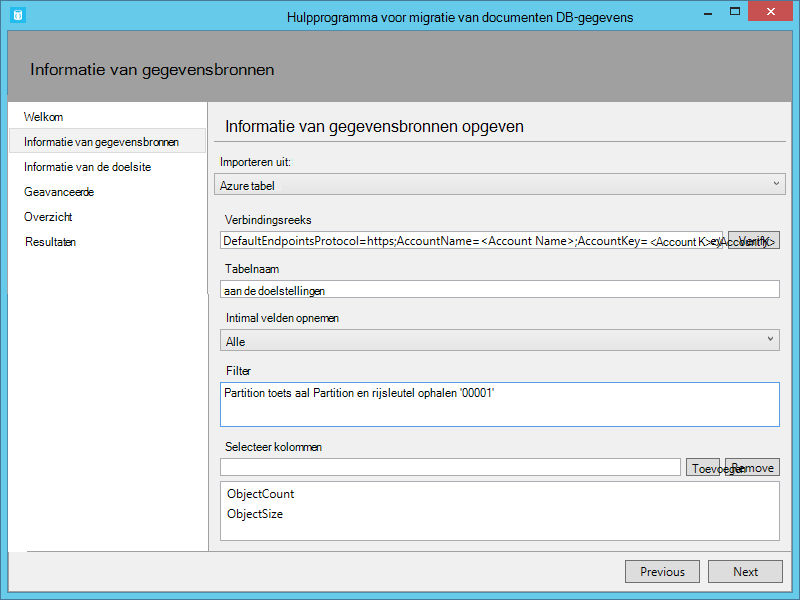 Hulpprogramma voor migratie van documenten DB-gegevens
Informatie van gegevensbronnen
Welkom
Informatie van gegevensbronnen
Informatie van de doelsite
Geavanceerde
Overzicht
Resultaten
Informatie van gegevensbronnen opgeven
Importeren uit:
Azure tabel
Verbindingsreeks
DefaultEndpointsProtocol=https;AccountName=<Account Name>;AccountKey= <Account K>
Verify
Tabelnaam
aan de doelstellingen
Intimal velden opnemen
Alle
Filter
Partition toets aal Partition en rijsleutel ophalen '00001'
Selecteer kolommen
Toevoegen
Remove
ObjectCount
ObjectSize
Previous
Next